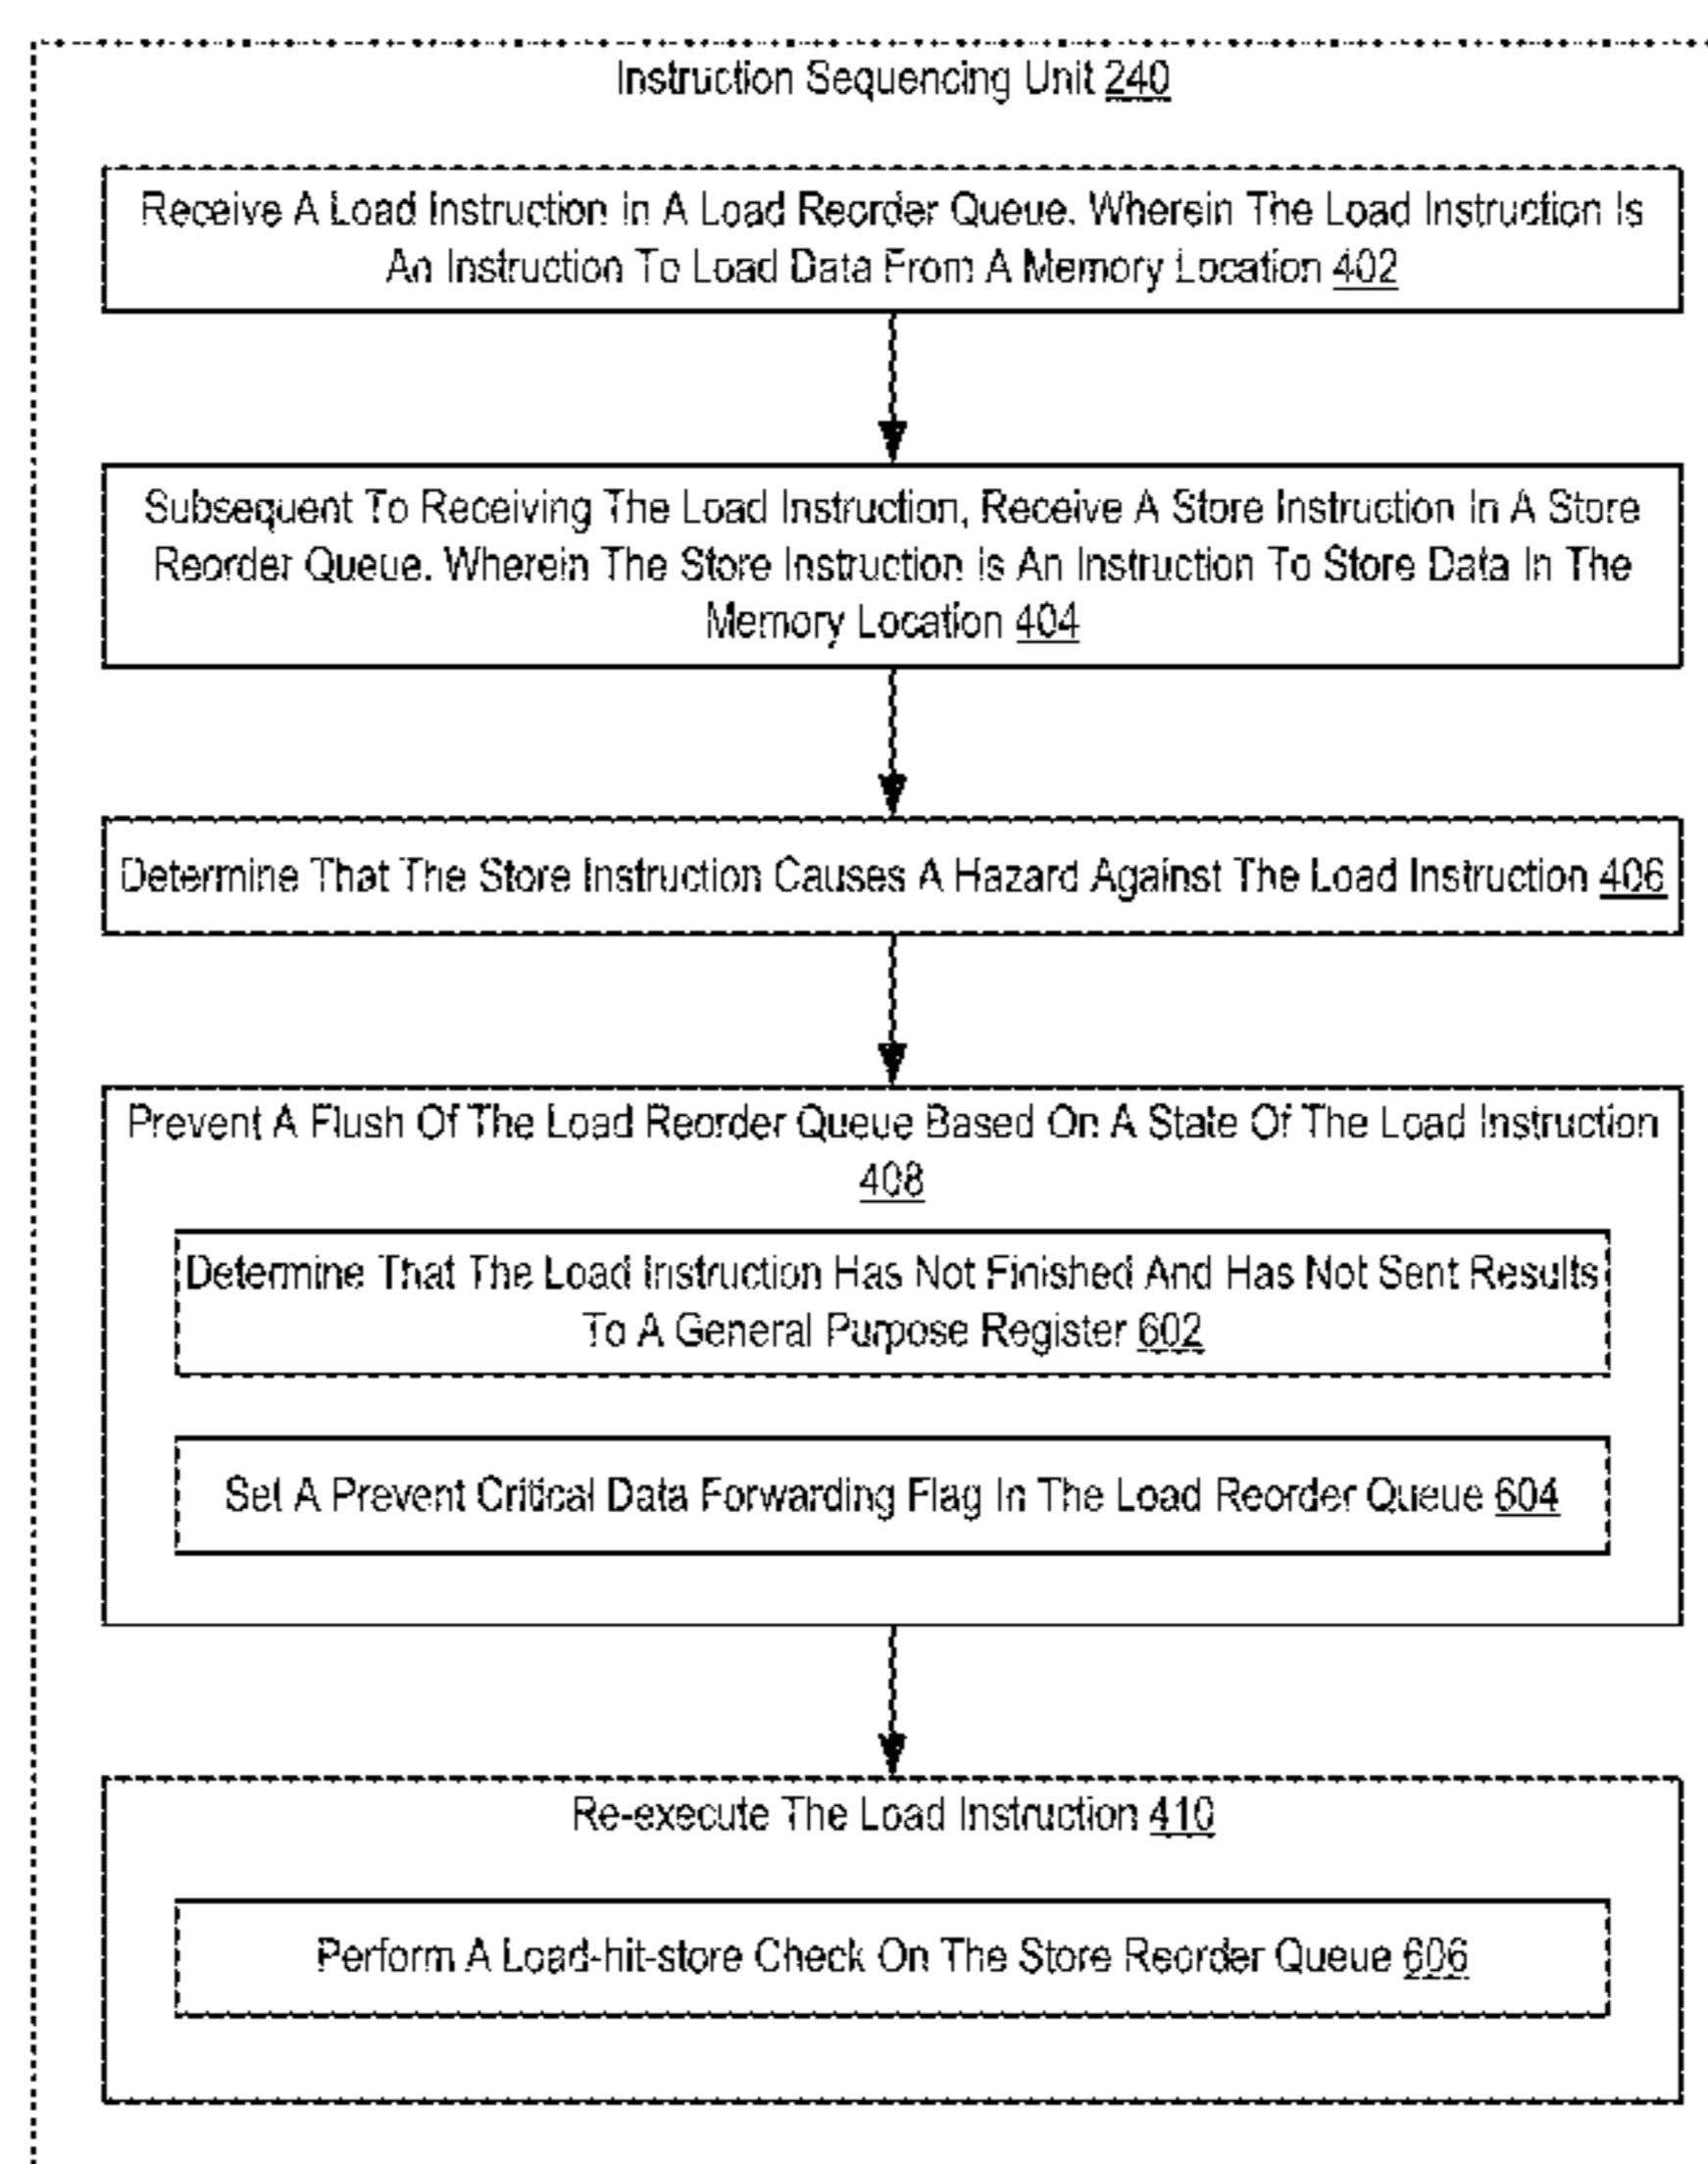 Instruction Sequencing Unit 240
Receive A Load Instruction In A Load Reorder Queue, Wherein The Load Instruction Is
An Instruction To Load Data From A Memory Location 402
Subsequent To Receiving The Load Instruction, Receive A Store Instruction In A Store
Reorder Queue, Wherein The Store Instruction Is An Instruction To Store Data In The
Memory Location 404
Determine That The Store Instruction Causes A Hazard Against The Load Instruction 406
Prevent A Flush Of The Load Reorder Queue Based On A State Of The Load Instruction
408
Determine That The Load Instruction Has Not Finished And Has Not Sent Results
To A General Purpose Register 602
Set A Prevent Critical Data Forwarding Flag In The Load Reorder Queue 604
Re-execute The Load Instruction 410
Perform A Load-hit-store Check On The Store Reorder Queue 606